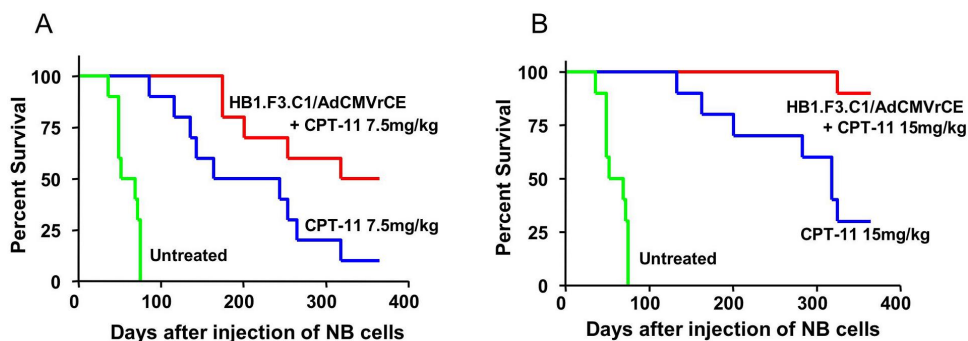 A
Percent Survival
100
75
50
25
0
HB1.F3.C1/AdCMVrCE
+ CPT-11 7.5mg/kg
CPT-11 7.5mg/kg
Untreated
0 100 200 300 400
Days after injection of NB cells
B
Percent Survival
100
75
50
25
0
HB1.F3.C1/AdCMVrCE
+ CPT-11 15mg/kg
CPT-11 15mg/kg
Untreated
0 100 200 300 400
Days after injection of NB cells